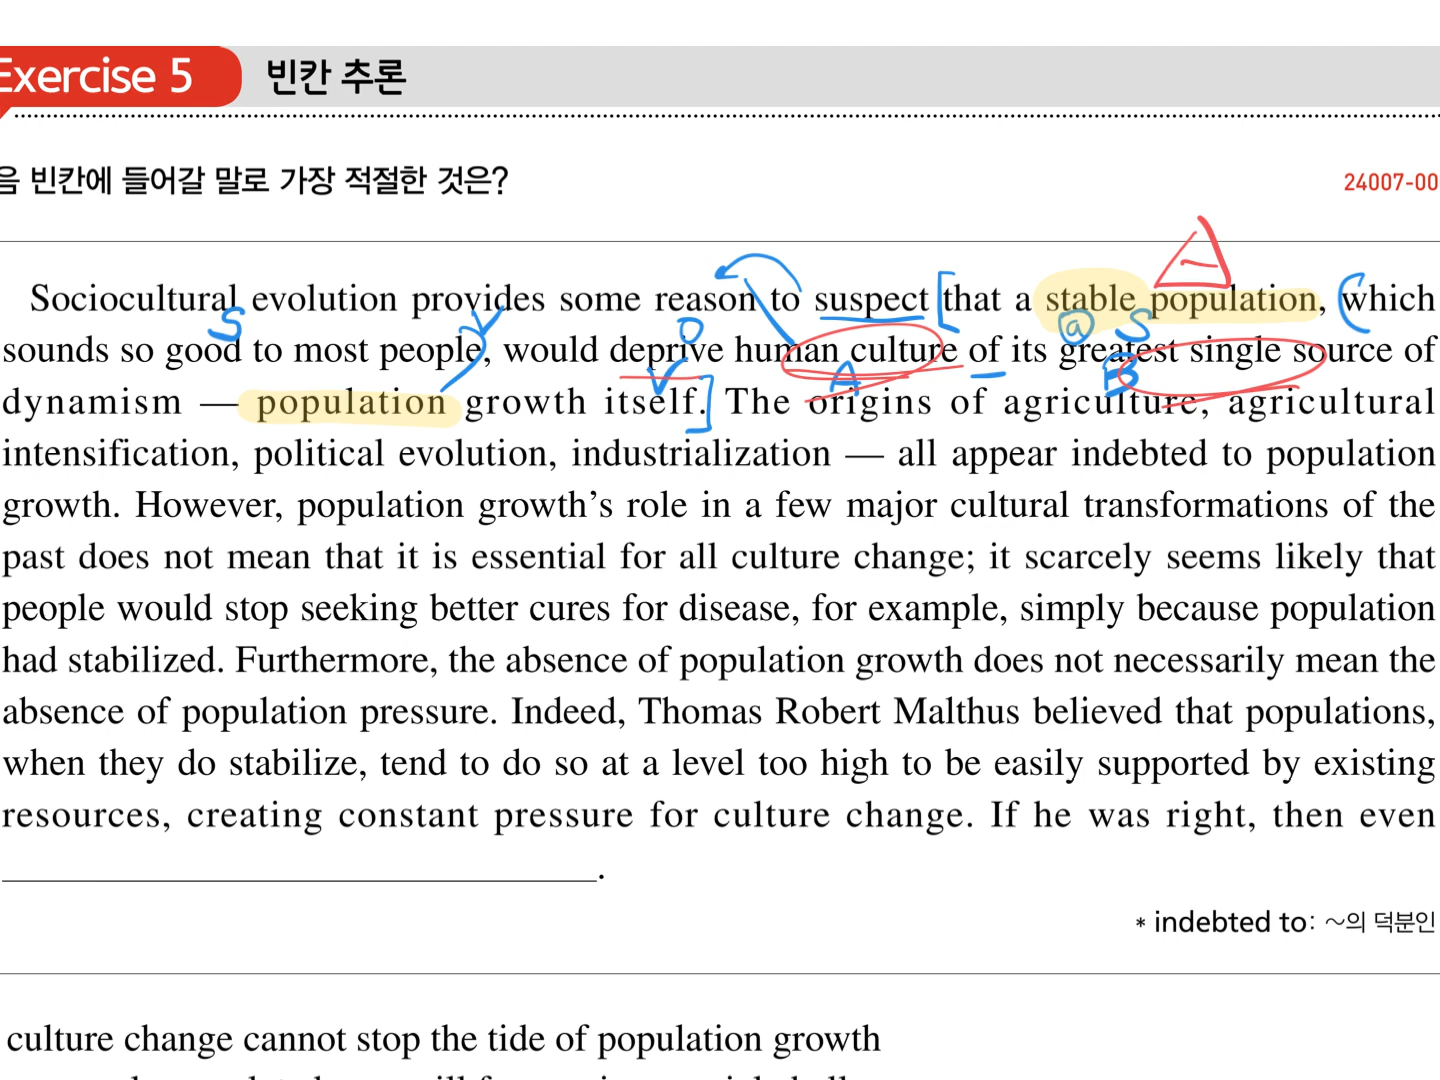 Exercise 5 빈칸 추론
음 빈칸에 들어갈 말로 가장 적절한 것은?
24007-00
Sociocultural evolution provides some reason to suspect that a stable population, which
sounds so good to most people, would deprive human culture of its greatest single source of
dynamism — population growth itself. The origins of agriculture, agricultural
intensification, political evolution, industrialization — all appear indebted to population
growth. However, population growth’s role in a few major cultural transformations of the
past does not mean that it is essential for all culture change; it scarcely seems likely that
people would stop seeking better cures for disease, for example, simply because population
had stabilized. Furthermore, the absence of population growth does not necessarily mean the
absence of population pressure. Indeed, Thomas Robert Malthus believed that populations,
when they do stabilize, tend to do so at a level too high to be easily supported by existing
resources, creating constant pressure for culture change. If he was right, then even
.
* indebted to: ~의 덕분인
culture change cannot stop the tide of population growth